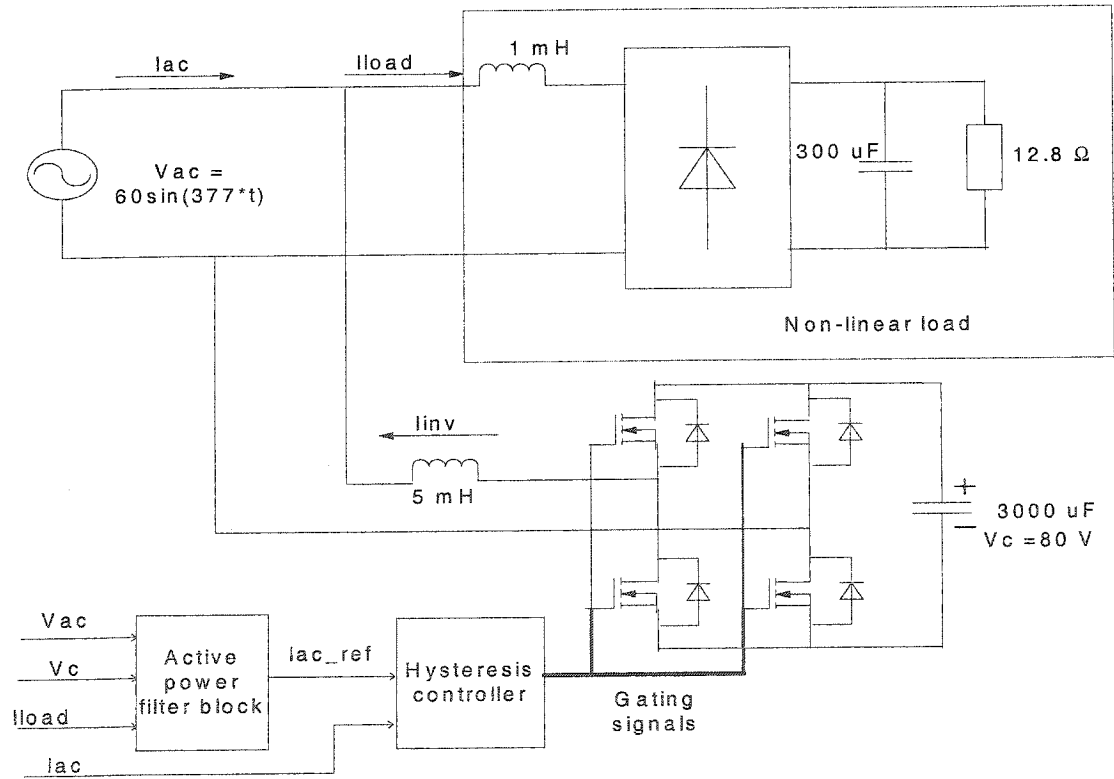 1 mH
Iac
Iload
Vac =
60sin(377*t)
300 uF
12.8 Ω
Non-linear load
Iinv
5 mH
+
3000 uF
−
Vc =80 V
Vac
Vc
Iload
Iac
Active
power
filter block
Iac_ref
Hysteresis
controller
Gating
signals